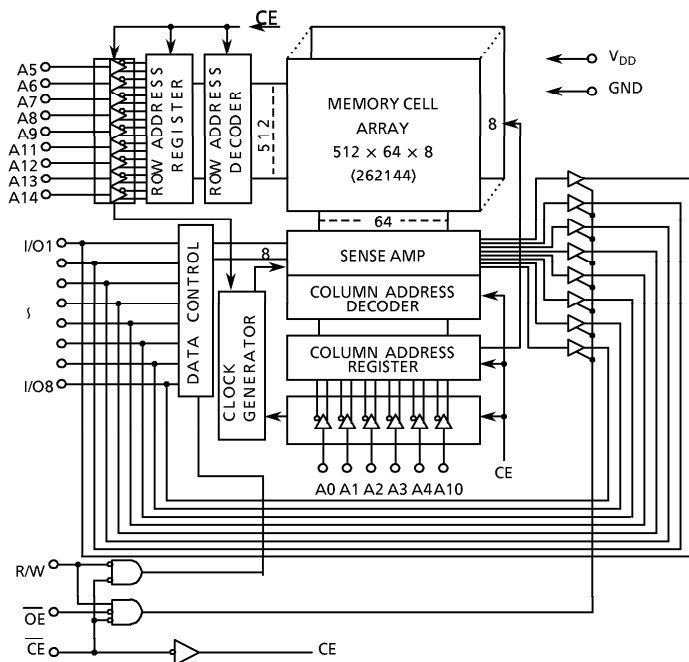 CE
V_DD
GND
A5
A6
A7
A8
A9
A11
A12
A13
A14
ROW ADDRESS REGISTER
ROW ADDRESS DECODER
512
MEMORY CELL
ARRAY
512 × 64 × 8
(262144)
8
64
I/O1
I/O8
DATA CONTROL
8
CLOCK GENERATOR
SENSE AMP
COLUMN ADDRESS
DECODER
COLUMN ADDRESS
REGISTER
CE
A0 A1 A2 A3 A4 A10
R/W
OE
CE
CE